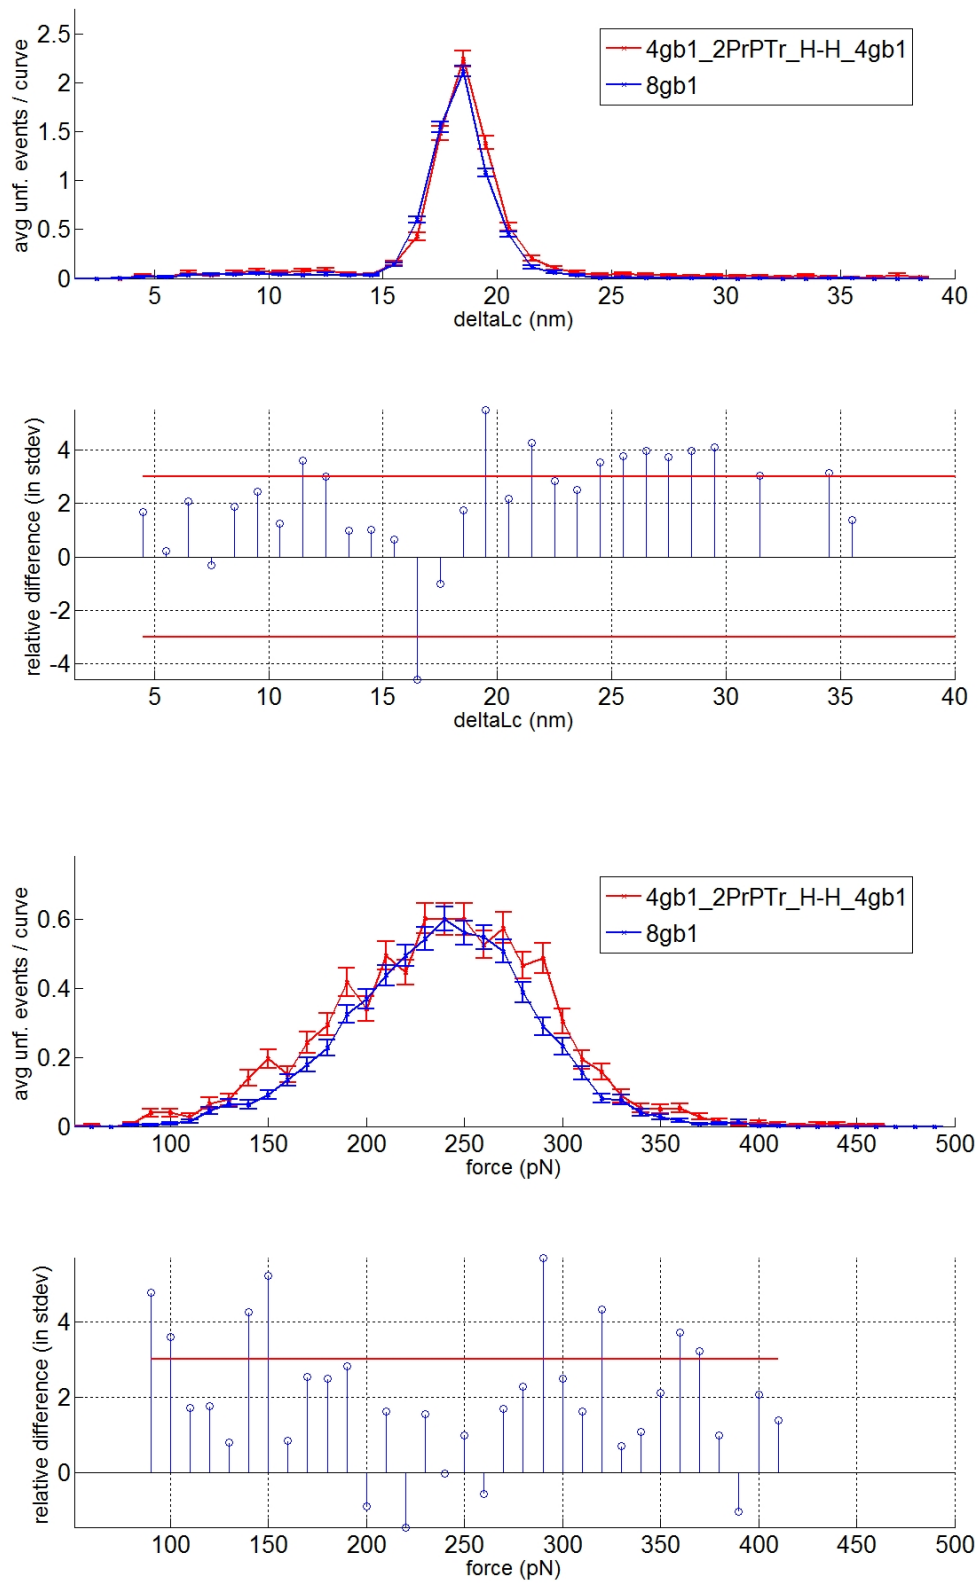 avg unf. events / curve
2.5
2
1.5
1
0.5
0
4gb1_2PrPTr_H-H_4gb1
8gb1
5 10 15 20 25 30 35 40
deltaLc (nm)
relative difference (in stdev)
4
2
0
-2
-4
5 10 15 20 25 30 35 40
deltaLc (nm)
avg unf. events / curve
0.6
0.4
0.2
0
4gb1_2PrPTr_H-H_4gb1
8gb1
100 150 200 250 300 350 400 450 500
force (pN)
relative difference (in stdev)
4
2
0
100 150 200 250 300 350 400 450 500
force (pN)